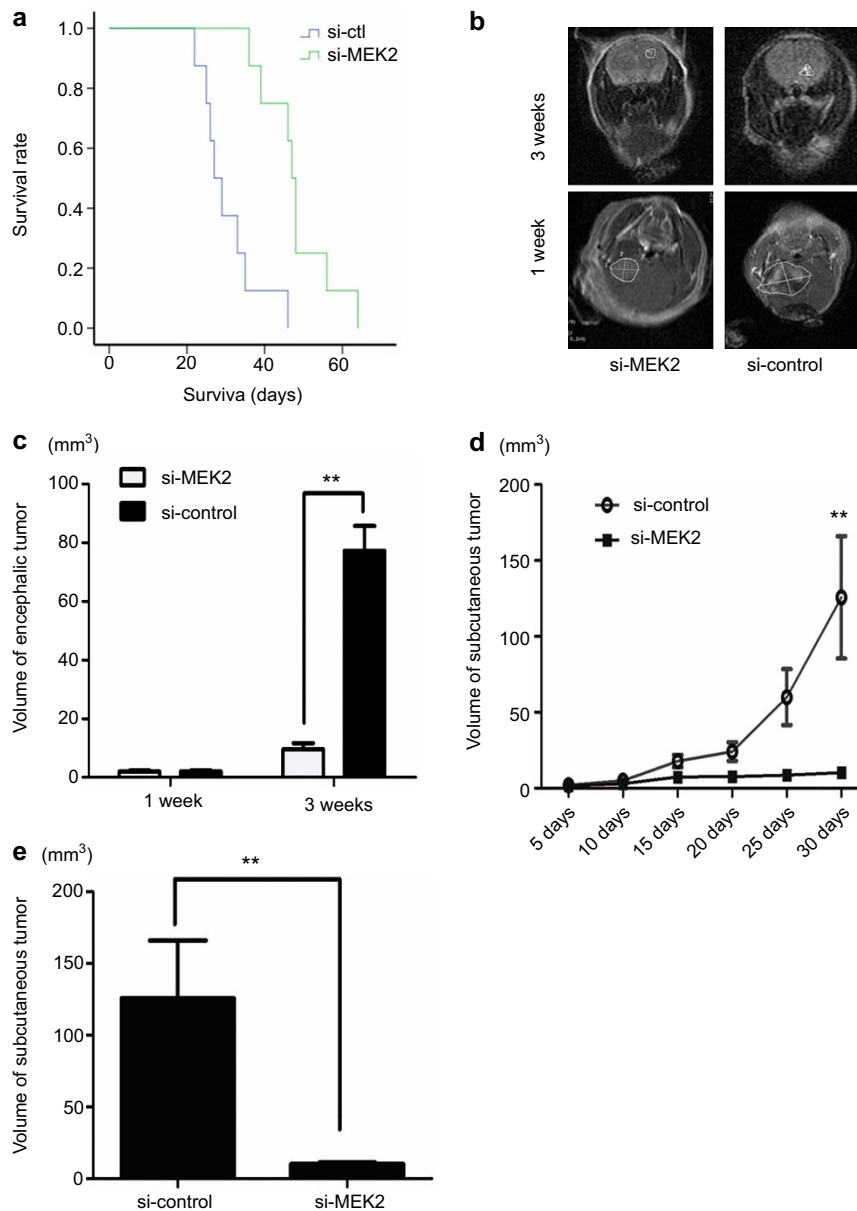 a
si-ctl
si-MEK2
Survival rate
1.0
0.8
0.6
0.4
0.2
0.0
0
20
40
60
Surviva (days)
b
3 weeks
1 week
si-MEK2
si-control
c
(mm3)
si-MEK2
si-control
**
Volume of encephalic tumor
100
80
60
40
20
0
1 week
3 weeks
d
(mm3)
si-control
si-MEK2
**
Volume of subcutaneous tumor
200
150
100
50
0
5 days
10 days
15 days
20 days
25 days
30 days
e
(mm3)
**
Volume of subcutaneous tumor
200
150
100
50
0
si-control
si-MEK2